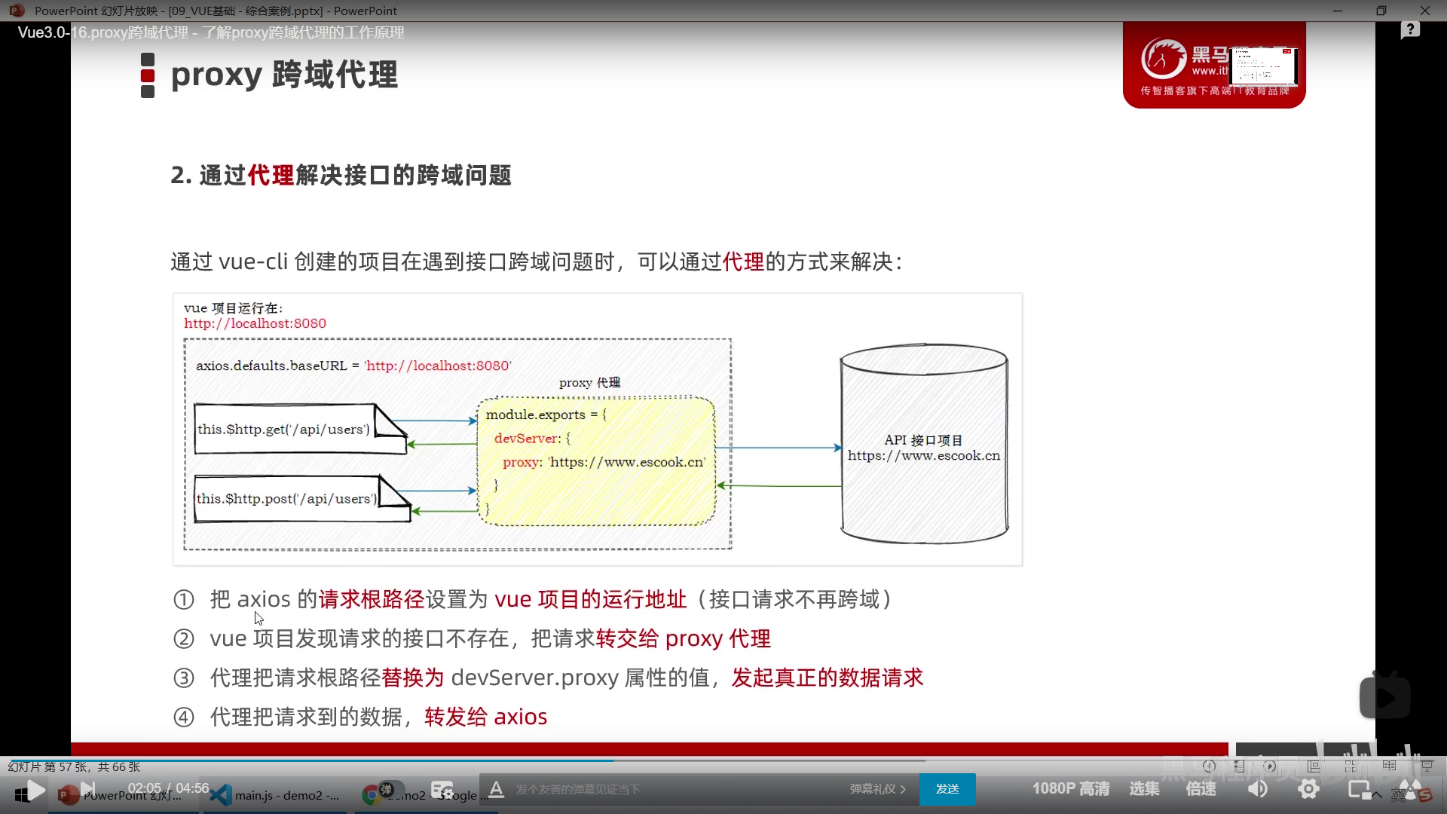 PowerPoint 幻灯片放映 - [09_VUE基础 - 综合案例.pptx] - PowerPoint
Vue3.0-16.proxy跨域代理 - 了解proxy跨域代理的工作原理
proxy 跨域代理
黑马
www.ith
传智播客旗下高端IT教育品牌
2. 通过代理解决接口的跨域问题
通过 vue-cli 创建的项目在遇到接口跨域问题时，可以通过代理的方式来解决：
vue 项目运行在:
http://localhost:8080
axios.defaults.baseURL = 'http://localhost:8080'
proxy 代理
this.$http.get('/api/users')
this.$http.post('/api/users')
module.exports = {
devServer: {
proxy: 'https://www.escook.cn'
}
}
API 接口项目
https://www.escook.cn
① 把 axios 的请求根路径设置为 vue 项目的运行地址（接口请求不再跨域）
② vue 项目发现请求的接口不存在，把请求转交给 proxy 代理
③ 代理把请求根路径替换为 devServer.proxy 属性的值，发起真正的数据请求
④ 代理把请求到的数据，转发给 axios
幻灯片 第 57 张，共 66 张
02:05 / 04:56
发个友善的弹幕见证当下
弹幕礼仪
发送
1080P 高清
选集
倍速
PowerPoint 幻灯...
main.js - demo2 -...